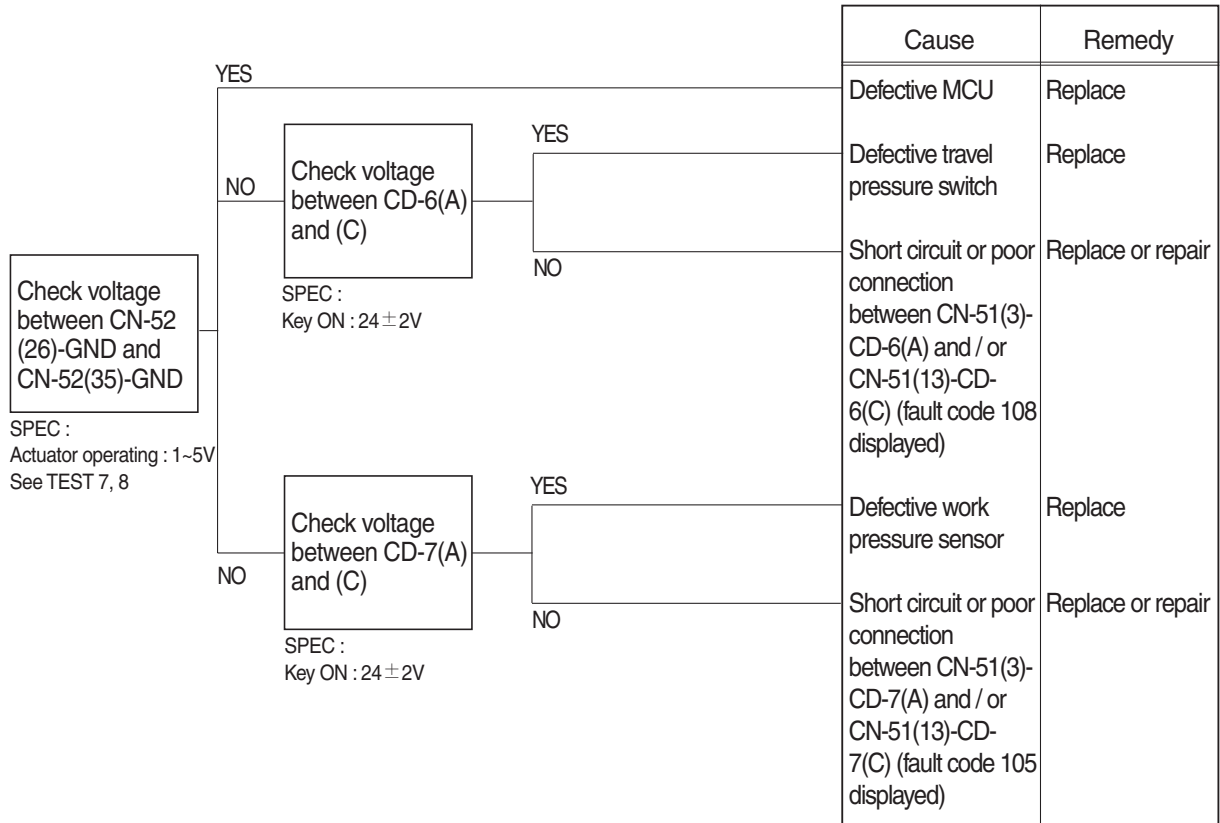 Cause
Remedy
YES
Defective MCU
Replace
Check voltage
between CD-6(A)
and (C)
YES
Defective travel
pressure switch
Replace
NO
SPEC :
Key ON : 24±2V
NO
Short circuit or poor
connection
between CN-51(3)-
CD-6(A) and / or
CN-51(13)-CD-
6(C) (fault code 108
displayed)
Replace or repair
Check voltage
between CN-52
(26)-GND and
CN-52(35)-GND
SPEC :
Actuator operating : 1~5V
See TEST 7, 8
NO
Check voltage
between CD-7(A)
and (C)
SPEC :
Key ON : 24±2V
YES
Defective work
pressure sensor
Replace
NO
Short circuit or poor
connection
between CN-51(3)-
CD-7(A) and / or
CN-51(13)-CD-
7(C) (fault code 105
displayed)
Replace or repair